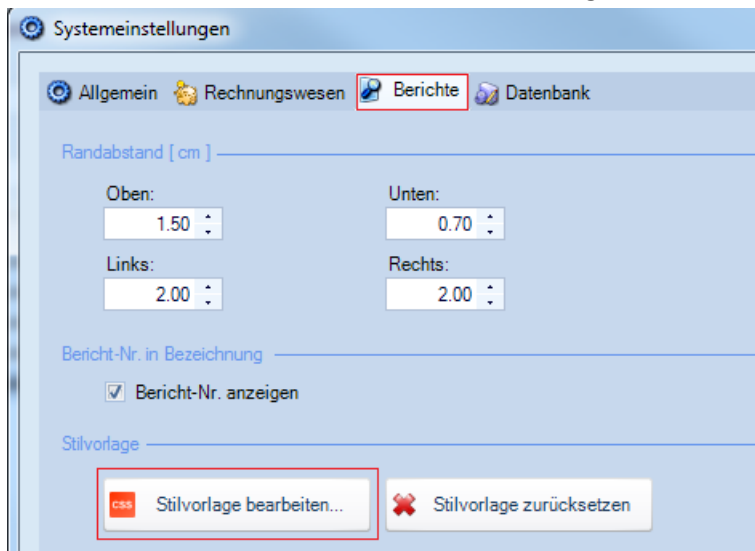 Systemeinstellungen
Allgemein Rechnungswesen Berichte Datenbank
Randabstand [ cm ]
Oben: Unten:
1.50 0.70
Links: Rechts:
2.00 2.00
Bericht-Nr. in Bezeichnung
Bericht-Nr. anzeigen
Stilvorlage
css Stilvorlage bearbeiten... Stilvorlage zurücksetzen